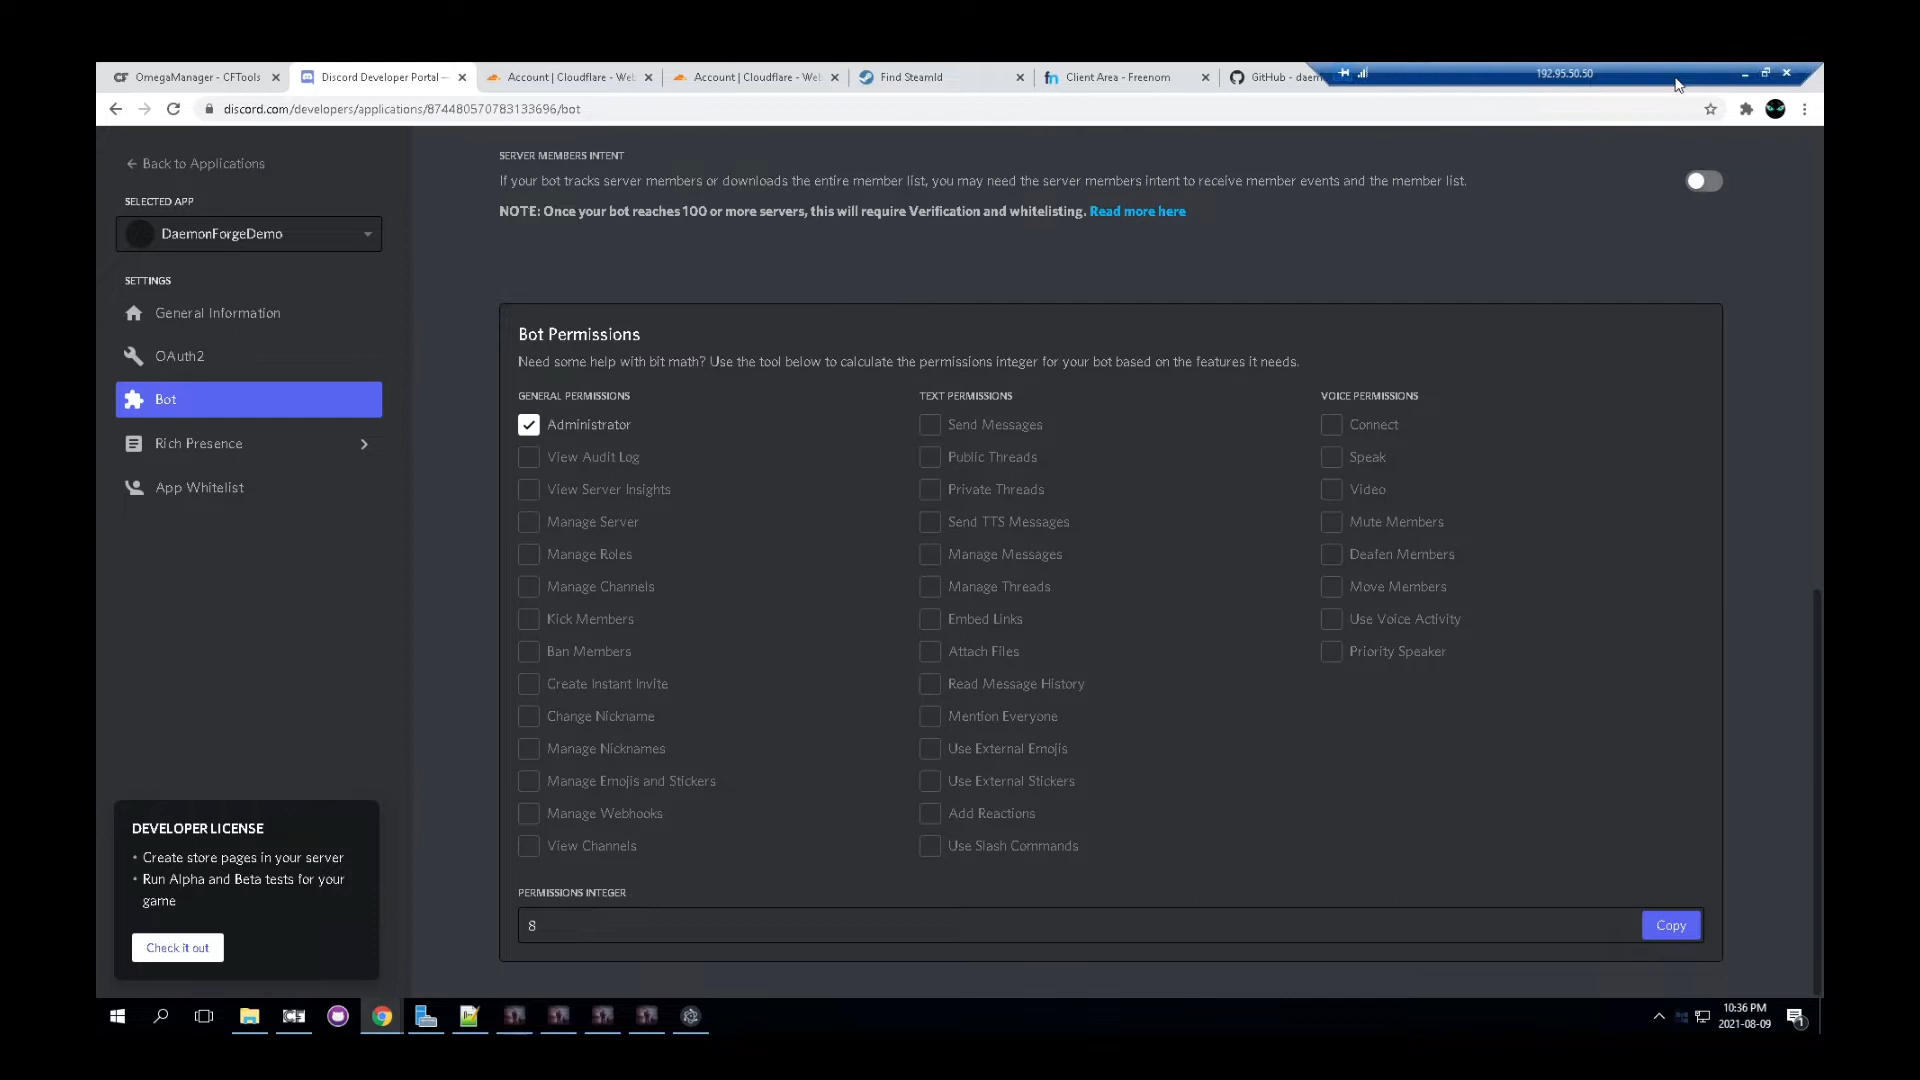 OmegaManager - CFTools
Discord Developer Portal —
Account | Cloudflare - Web
Account | Cloudflare - Web
Find SteamId
Client Area - Freenom
GitHub - daem
192.95.50.50
discord.com/developers/applications/874480570783133696/bot
← Back to Applications
SELECTED APP
DaemonForgeDemo
SETTINGS
General Information
OAuth2
Bot
Rich Presence
App Whitelist
DEVELOPER LICENSE
• Create store pages in your server
• Run Alpha and Beta tests for your
game
Check it out
SERVER MEMBERS INTENT
If your bot tracks server members or downloads the entire member list, you may need the server members intent to receive member events and the member list.
NOTE: Once your bot reaches 100 or more servers, this will require Verification and whitelisting. Read more here
Bot Permissions
Need some help with bit math? Use the tool below to calculate the permissions integer for your bot based on the features it needs.
GENERAL PERMISSIONS
Administrator
View Audit Log
View Server Insights
Manage Server
Manage Roles
Manage Channels
Kick Members
Ban Members
Create Instant Invite
Change Nickname
Manage Nicknames
Manage Emojis and Stickers
Manage Webhooks
View Channels
TEXT PERMISSIONS
Send Messages
Public Threads
Private Threads
Send TTS Messages
Manage Messages
Manage Threads
Embed Links
Attach Files
Read Message History
Mention Everyone
Use External Emojis
Use External Stickers
Add Reactions
Use Slash Commands
VOICE PERMISSIONS
Connect
Speak
Video
Mute Members
Deafen Members
Move Members
Use Voice Activity
Priority Speaker
PERMISSIONS INTEGER
8
Copy
10:36 PM
2021-08-09
1